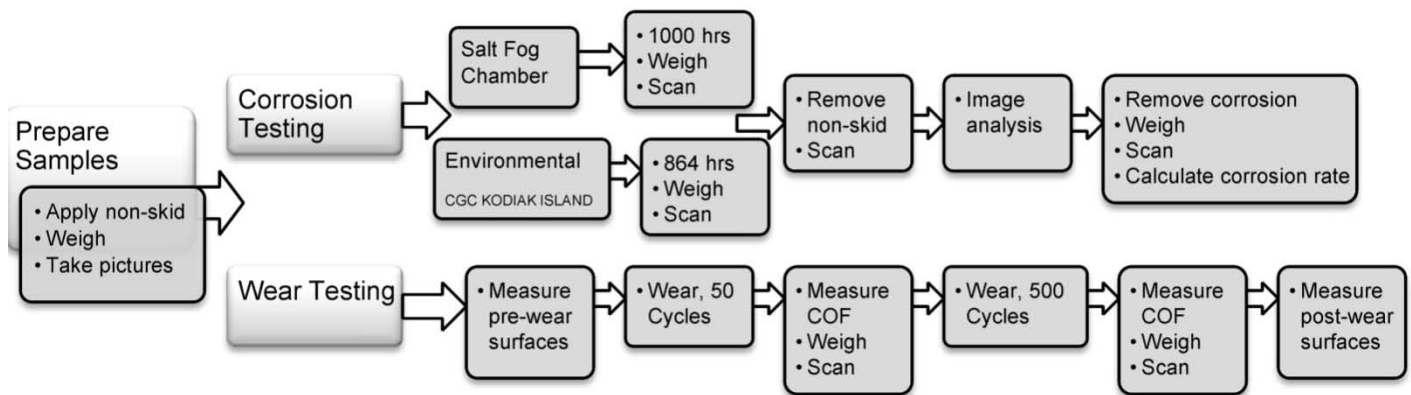 Prepare
Samples
• Apply non-skid
• Weigh
• Take pictures
Corrosion
Testing
Salt Fog
Chamber
• 1000 hrs
• Weigh
• Scan
Environmental
CGC KODIAK ISLAND
• 864 hrs
• Weigh
• Scan
• Remove
non-skid
• Scan
• Image
analysis
• Remove corrosion
• Weigh
• Scan
• Calculate corrosion rate
Wear Testing
• Measure
pre-wear
surfaces
• Wear, 50
Cycles
• Measure
COF
• Weigh
• Scan
• Wear, 500
Cycles
• Measure
COF
• Weigh
• Scan
• Measure
post-wear
surfaces